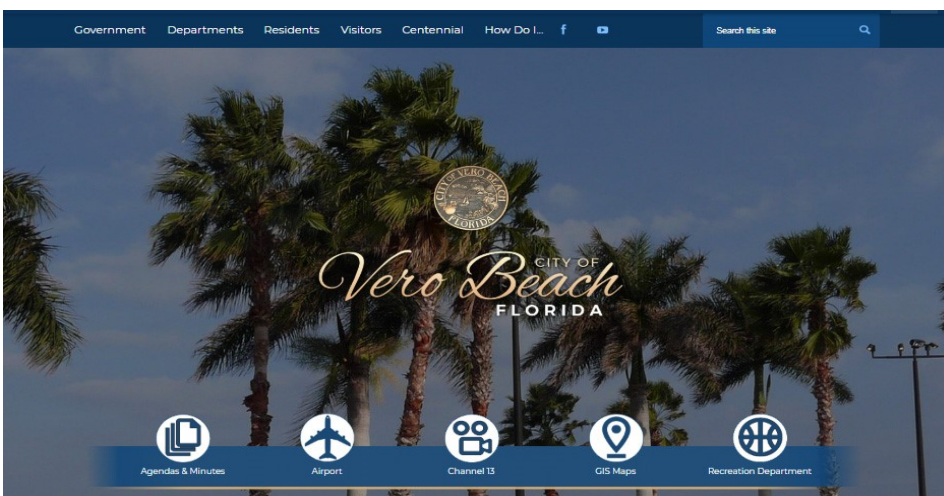 Government Departments Residents Visitors Centennial How Do I... f Search this site
CITY OF VERO BEACH
FLORIDA
CITY OF
Vero Beach
FLORIDA
Agendas & Minutes Airport Channel 13 GIS Maps Recreation Department